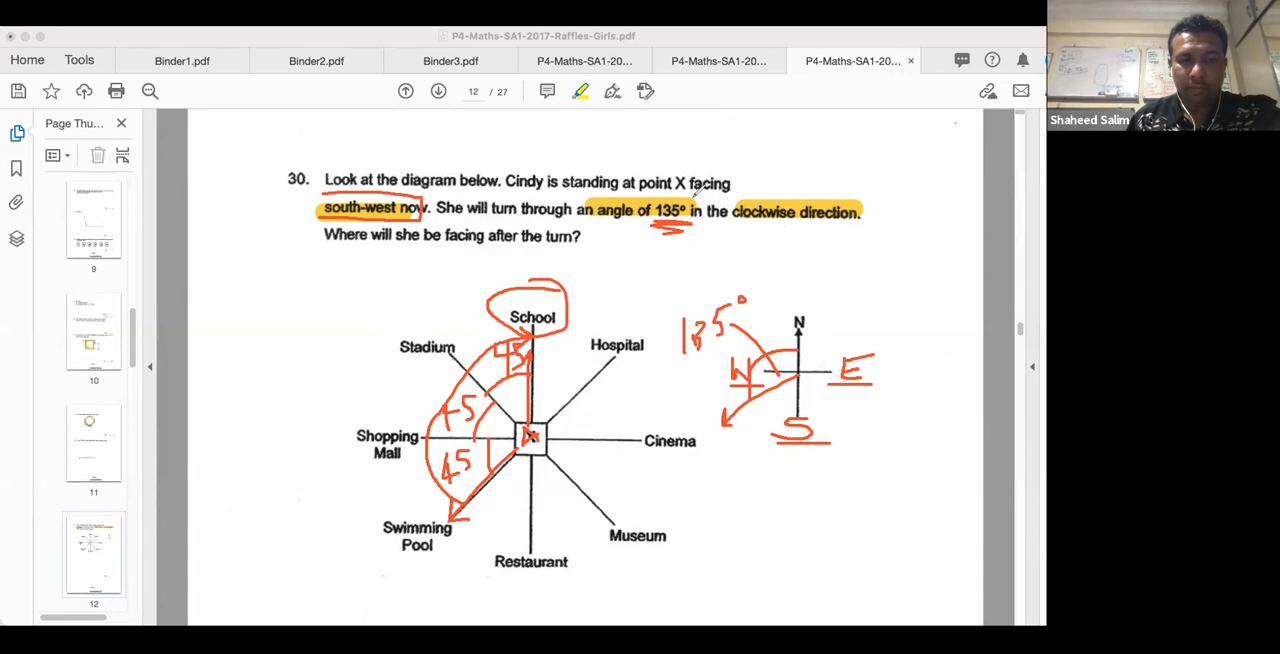 P4-Maths-SA1-2017-Raffles-Girls.pdf
Home Tools Binder1.pdf Binder2.pdf Binder3.pdf P4-Maths-SA1-20... P4-Maths-SA1-20... P4-Maths-SA1-20... ×
12 / 27
Shaheed Salim
Page Thu... ×
9
10
11
12
30. Look at the diagram below. Cindy is standing at point X facing
south-west now. She will turn through an angle of 135° in the clockwise direction.
Where will she be facing after the turn?
School
Stadium
Hospital
Shopping
Mall
Cinema
Swimming
Pool
Museum
Restaurant
X
45
45
45
135°
N
W
E
S